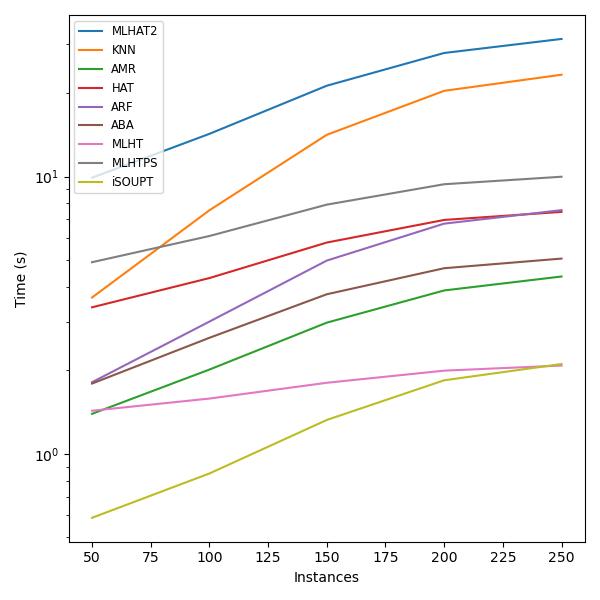 MLHAT2
KNN
AMR
HAT
ARF
ABA
MLHT
MLHTPS
iSOUPT
10¹
10⁰
Time (s)
50 75 100 125 150 175 200 225 250
Instances